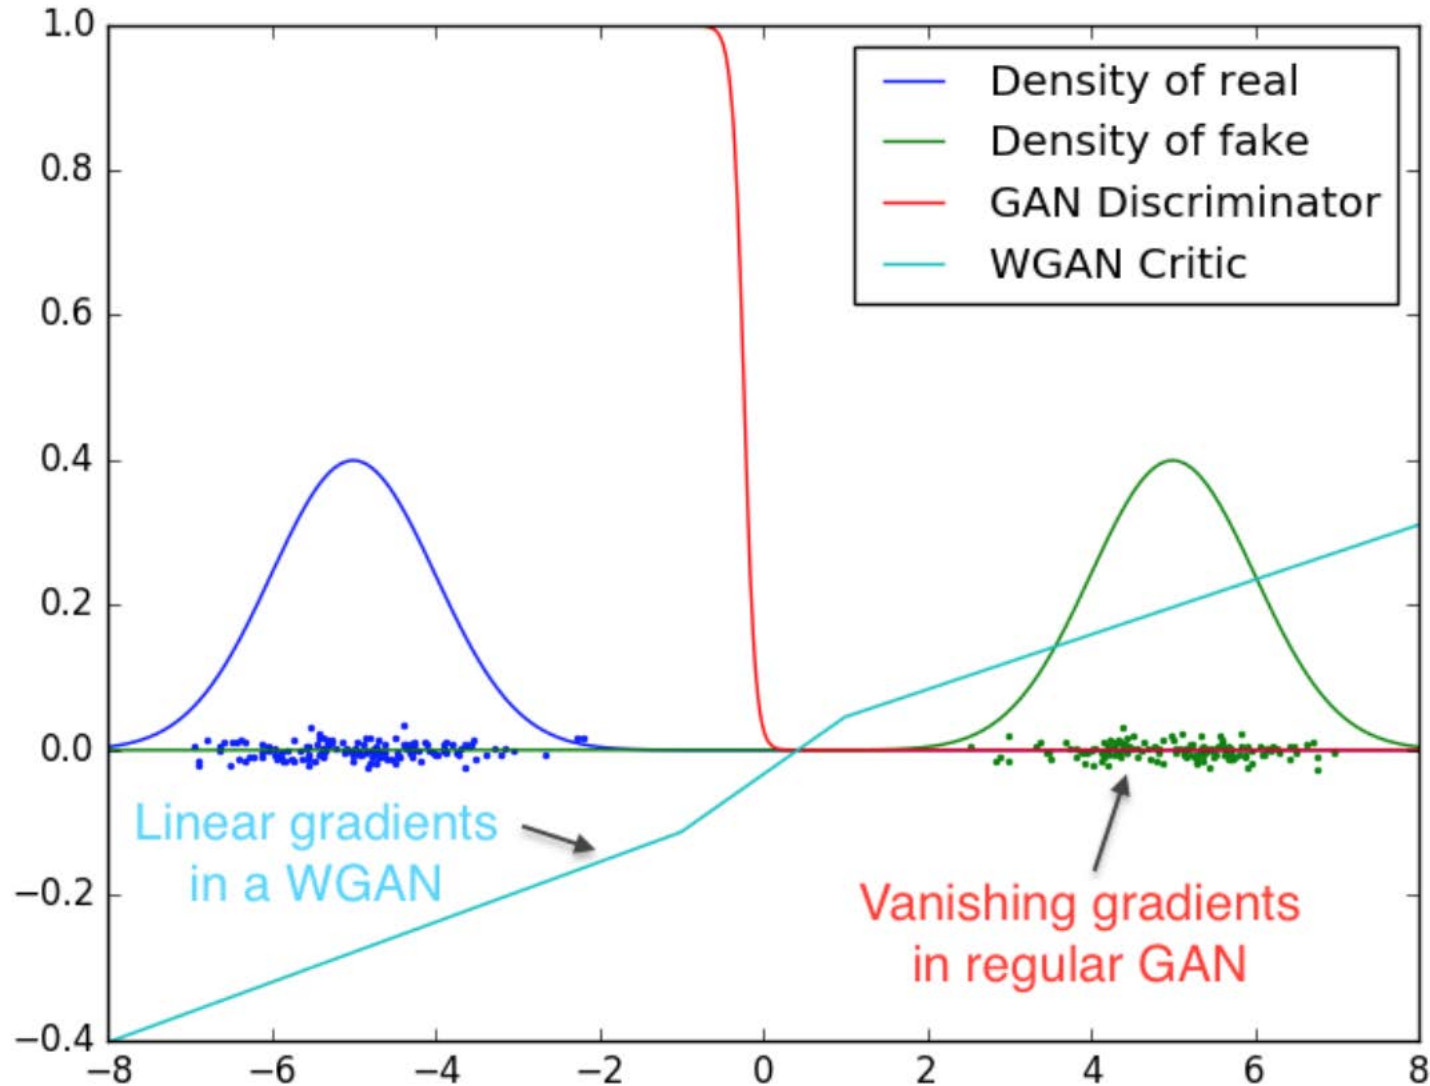 1.0
0.8
0.6
0.4
0.2
0.0
−0.2
−0.4
Density of real
Density of fake
GAN Discriminator
WGAN Critic
Linear gradients
in a WGAN
Vanishing gradients
in regular GAN
−8 −6 −4 −2 0 2 4 6 8